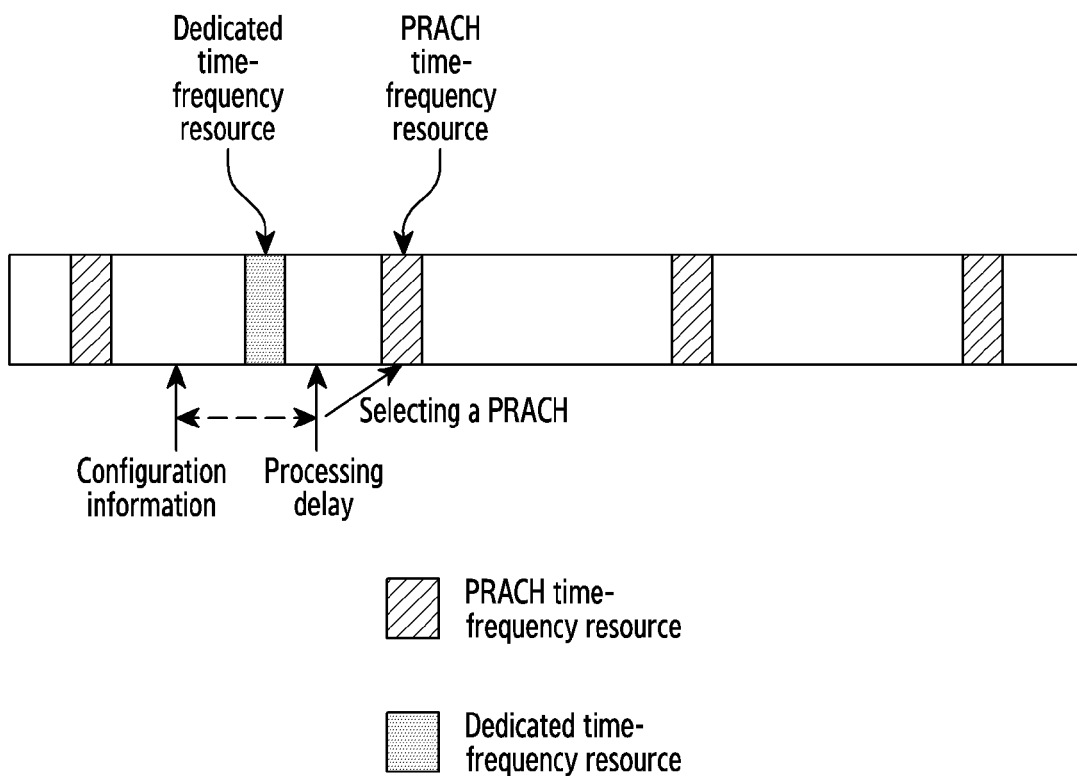 Dedicated
time-
frequency
resource
PRACH
time-
frequency
resource
Selecting a PRACH
Configuration
information
Processing
delay
PRACH time-
frequency resource
Dedicated time-
frequency resource